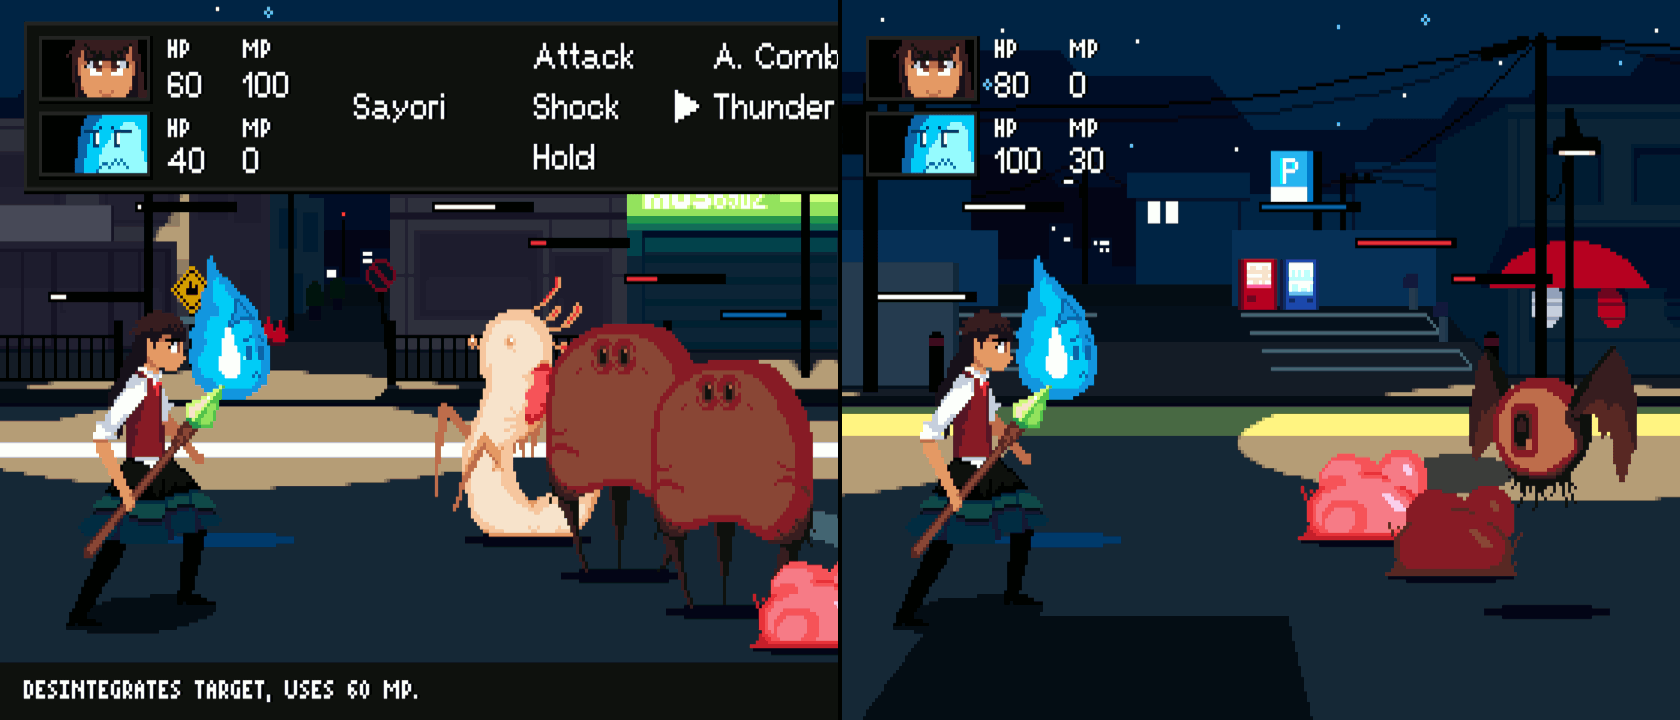 HP MP
60 100
HP MP
40 0
Sayori
Attack
Shock
Hold
A. Comb
Thunder
DESINTEGRATES TARGET, USES 60 MP.
HP MP
80 0
HP MP
100 30
P